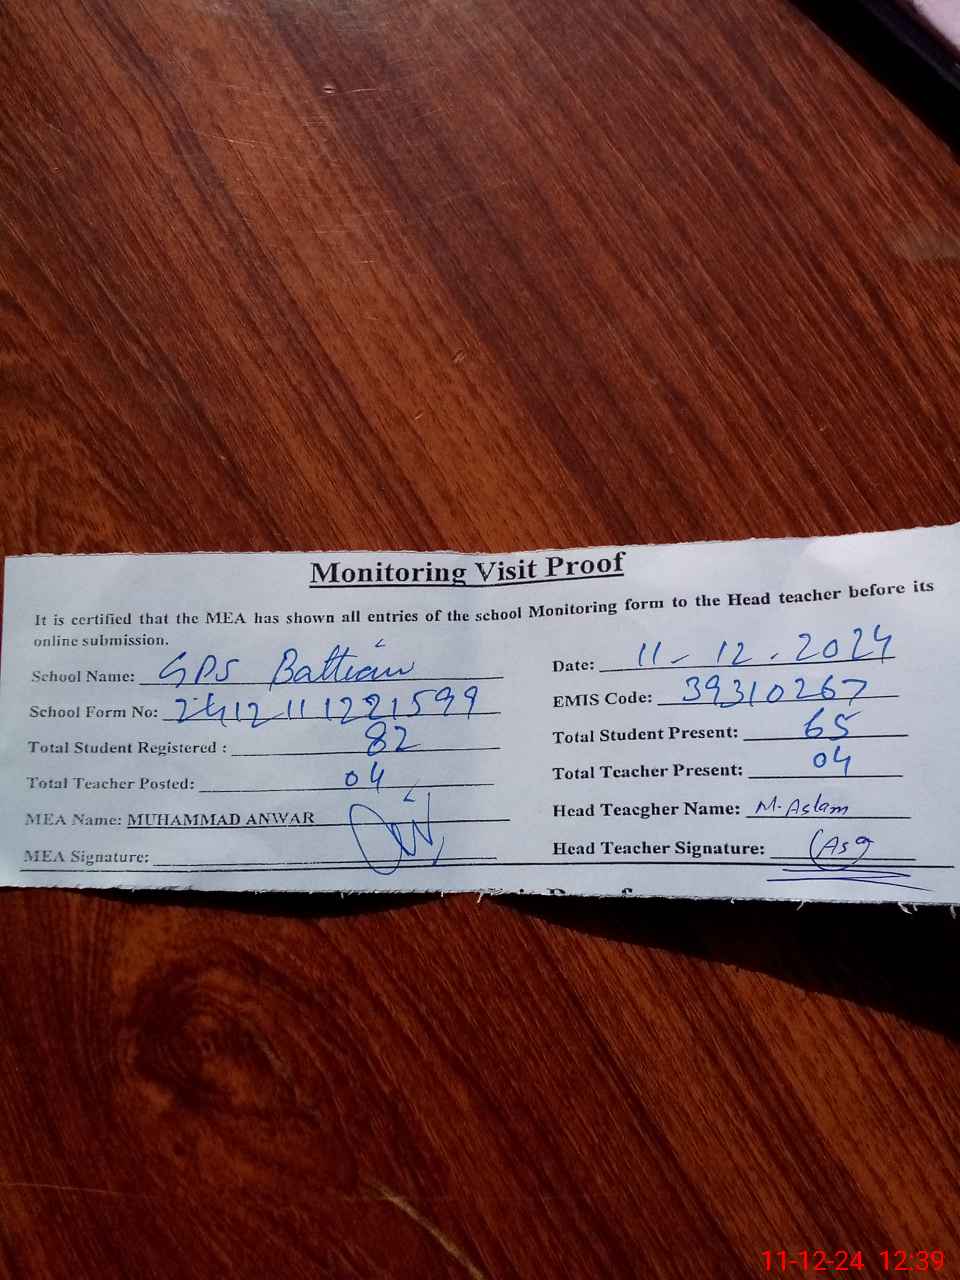 Monitoring Visit Proof
It is certified that the MEA has shown all entries of the school Monitoring form to the Head teacher before its
online submission.
School Name: GPS Battian Date: 11-12.2024
School Form No: 2412111221599 EMIS Code: 39310267
Total Student Registered : 82 Total Student Present: 65
Total Teacher Posted: 04 Total Teacher Present: 04
MEA Name: MUHAMMAD ANWAR Head Teacgher Name: M. Aslam
MEA Signature: Head Teacher Signature:
11-12-24 12:39